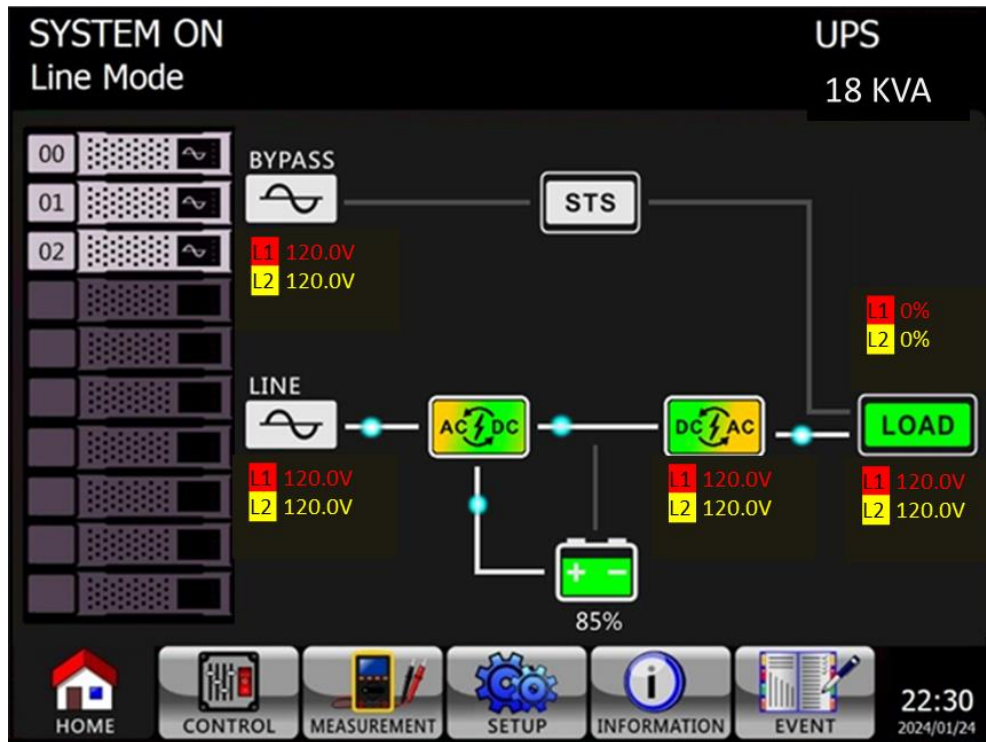 SYSTEM ON
UPS
Line Mode
18 KVA
00
01
02
BYPASS
STS
L1 120.0V
L2 120.0V
L1 0%
L2 0%
LINE
AC DC
DC AC
LOAD
L1 120.0V
L2 120.0V
L1 120.0V
L2 120.0V
L1 120.0V
L2 120.0V
+ −
85%
HOME
CONTROL
MEASUREMENT
SETUP
INFORMATION
EVENT
22:30
2024/01/24